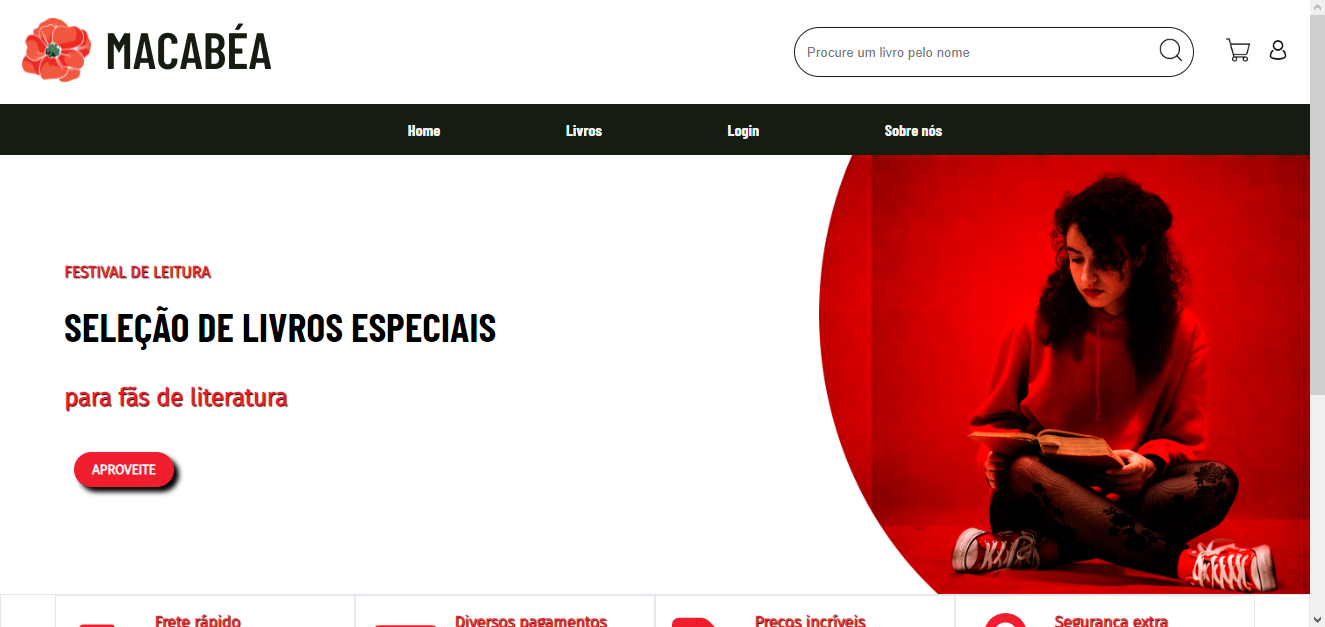 MACABÉA
Procure um livro pelo nome
Home Livros Login Sobre nós
FESTIVAL DE LEITURA
SELEÇÃO DE LIVROS ESPECIAIS
para fãs de literatura
APROVEITE
Frete rápido Diversos pagamentos Preços incríveis Segurança extra